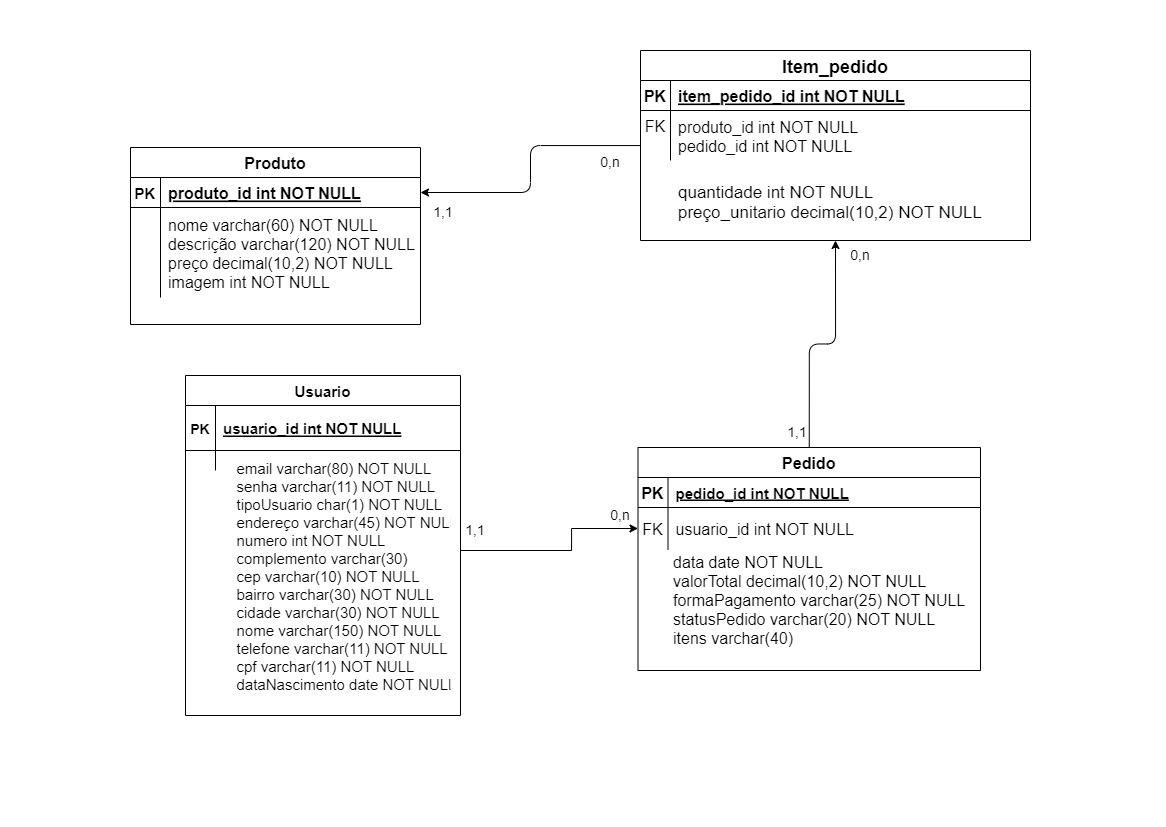 Item_pedido
PK item_pedido_id int NOT NULL
FK produto_id int NOT NULL
pedido_id int NOT NULL
quantidade int NOT NULL
preço_unitario decimal(10,2) NOT NULL
0,n
0,n
Produto
PK produto_id int NOT NULL
nome varchar(60) NOT NULL
descrição varchar(120) NOT NULL
preço decimal(10,2) NOT NULL
imagem int NOT NULL
1,1
Usuario
PK usuario_id int NOT NULL
email varchar(80) NOT NULL
senha varchar(11) NOT NULL
tipoUsuario char(1) NOT NULL
endereço varchar(45) NOT NUL
numero int NOT NULL
complemento varchar(30)
cep varchar(10) NOT NULL
bairro varchar(30) NOT NULL
cidade varchar(30) NOT NULL
nome varchar(150) NOT NULL
telefone varchar(11) NOT NULL
cpf varchar(11) NOT NULL
dataNascimento date NOT NULL
1,1
0,n
1,1
Pedido
PK pedido_id int NOT NULL
FK usuario_id int NOT NULL
data date NOT NULL
valorTotal decimal(10,2) NOT NULL
formaPagamento varchar(25) NOT NULL
statusPedido varchar(20) NOT NULL
itens varchar(40)